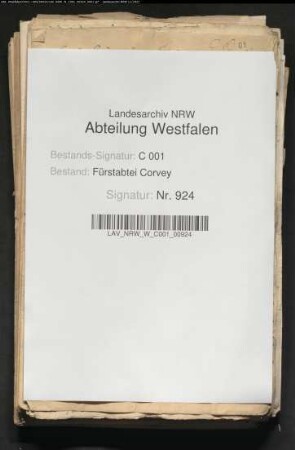 Landesarchiv NRW
Abteilung Westfalen
Bestands-Signatur: C 001
Bestand: Fürstabtei Corvey
Signatur: Nr. 924
LAV_NRW_W_C001_00924